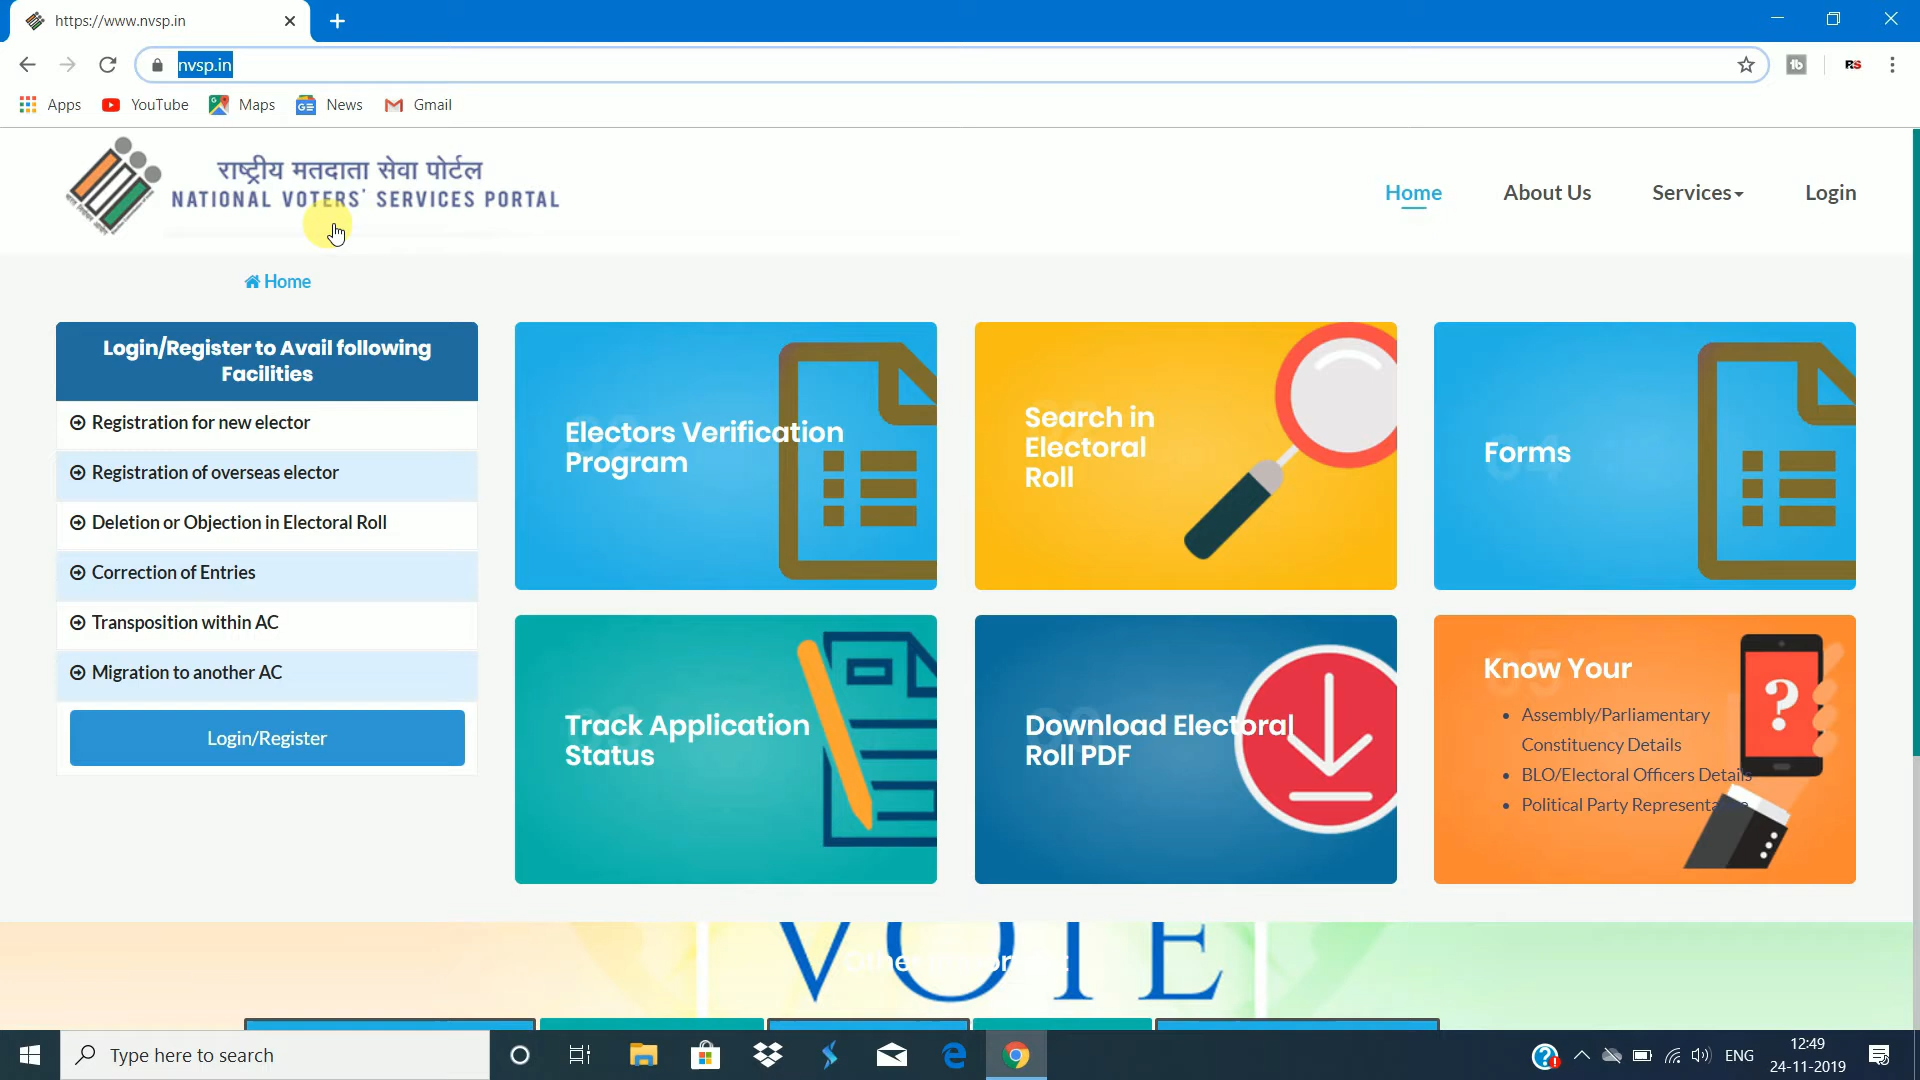 https://www.nvsp.in
nvsp.in
Apps YouTube Maps News Gmail
राष्ट्रीय मतदाता सेवा पोर्टल
NATIONAL VOTERS' SERVICES PORTAL
Home About Us Services Login
Home
Login/Register to Avail following
Facilities
Registration for new elector
Registration of overseas elector
Deletion or Objection in Electoral Roll
Correction of Entries
Transposition within AC
Migration to another AC
Login/Register
Electors Verification
Program
Search in
Electoral
Roll
Forms
Track Application
Status
Download Electoral
Roll PDF
Know Your
Assembly/Parliamentary
Constituency Details
BLO/Electoral Officers Details
Political Party Representative
VOTE
Type here to search
ENG
12:49
24-11-2019